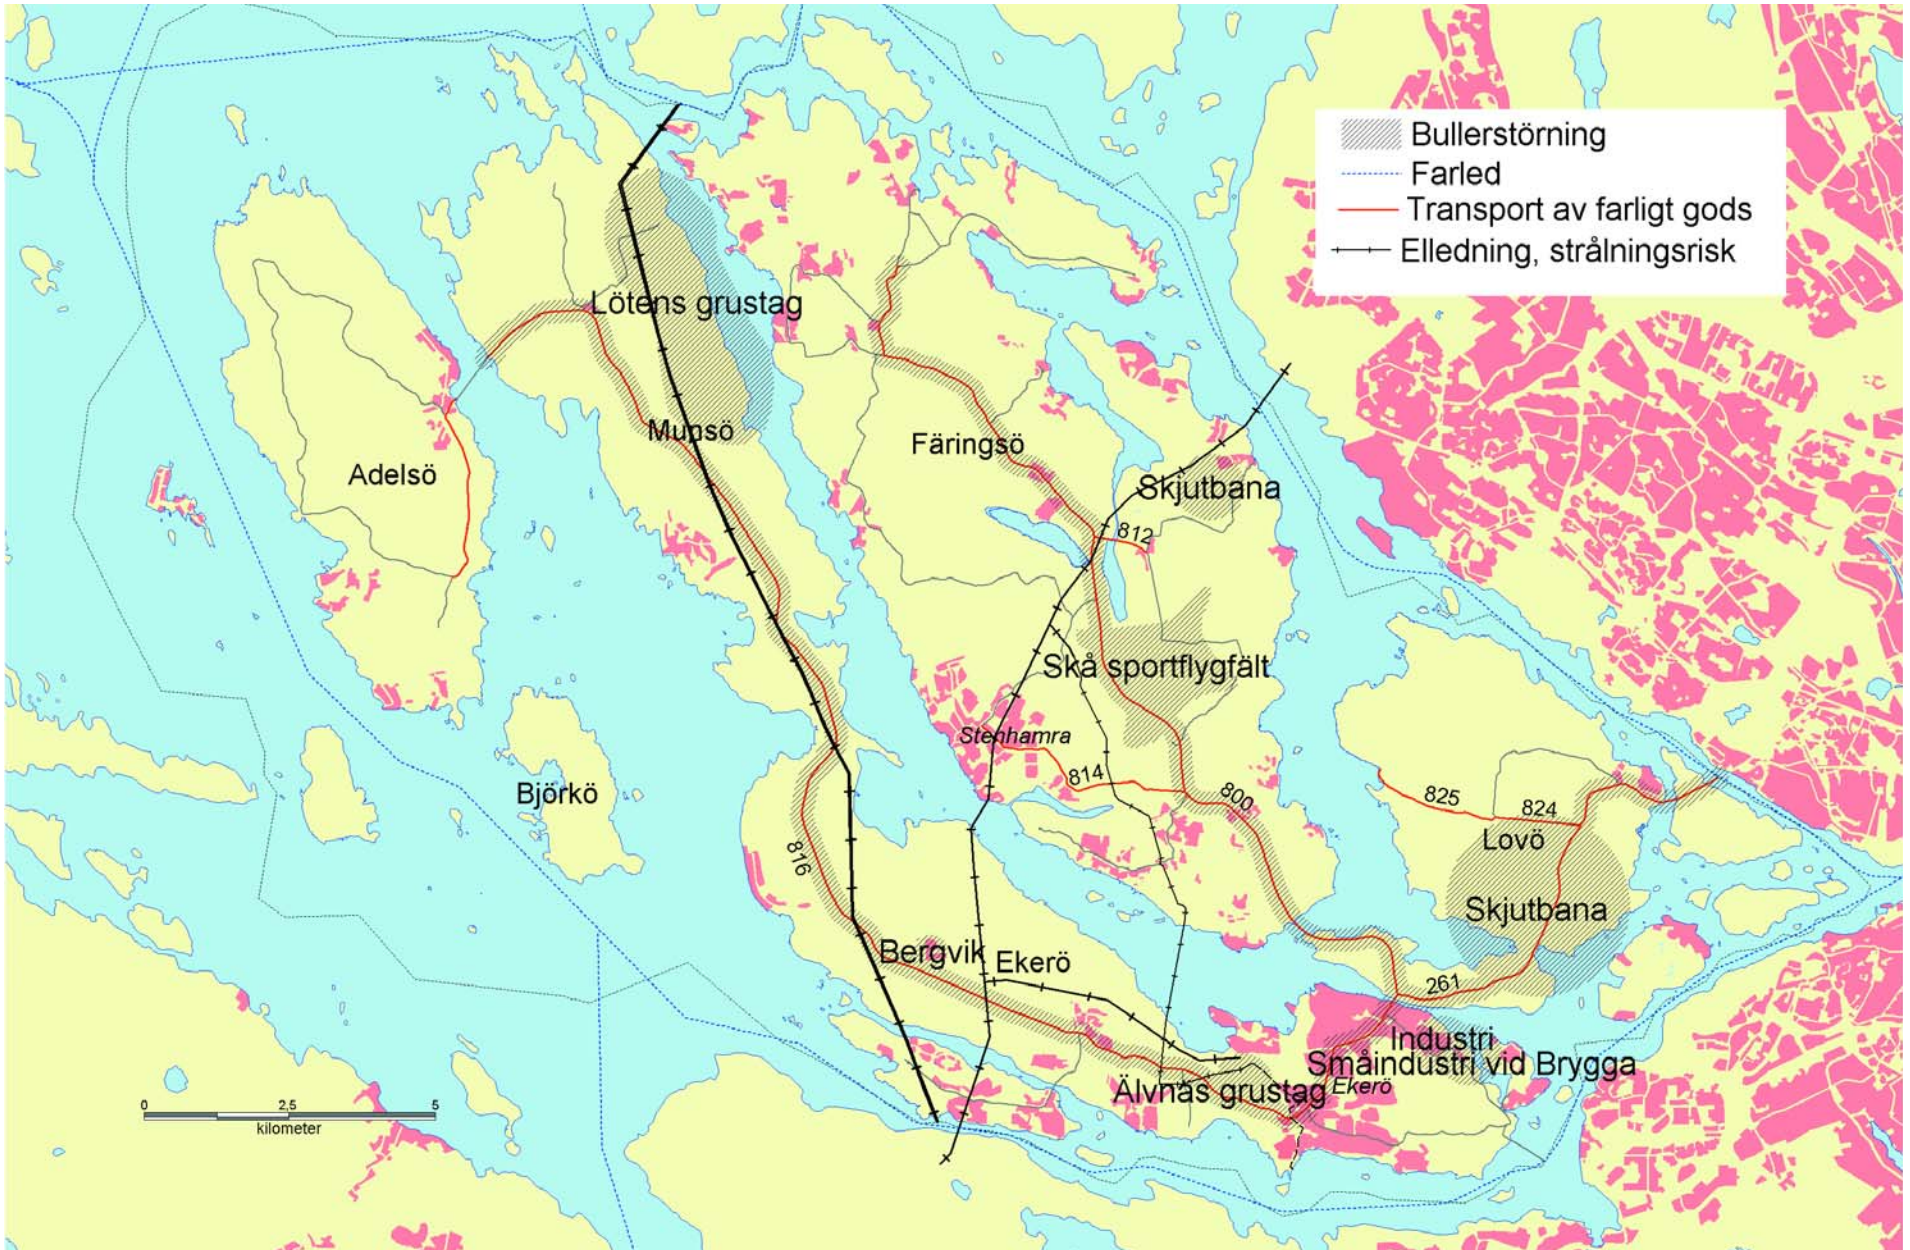 Bullerstörning
Farled
Transport av farligt gods
Elledning, strålningsrisk
Lötens grustag
Munsö
Färingsö
Adelsö
Skjutbana
812
Skå sportflygfält
Stenhamra
814
800
Björkö
825
824
Lovö
816
Skjutbana
Bergvik
Ekerö
261
Industri
Småindustri vid Brygga
Älvnäs grustag
Ekerö
0 2,5 5
kilometer